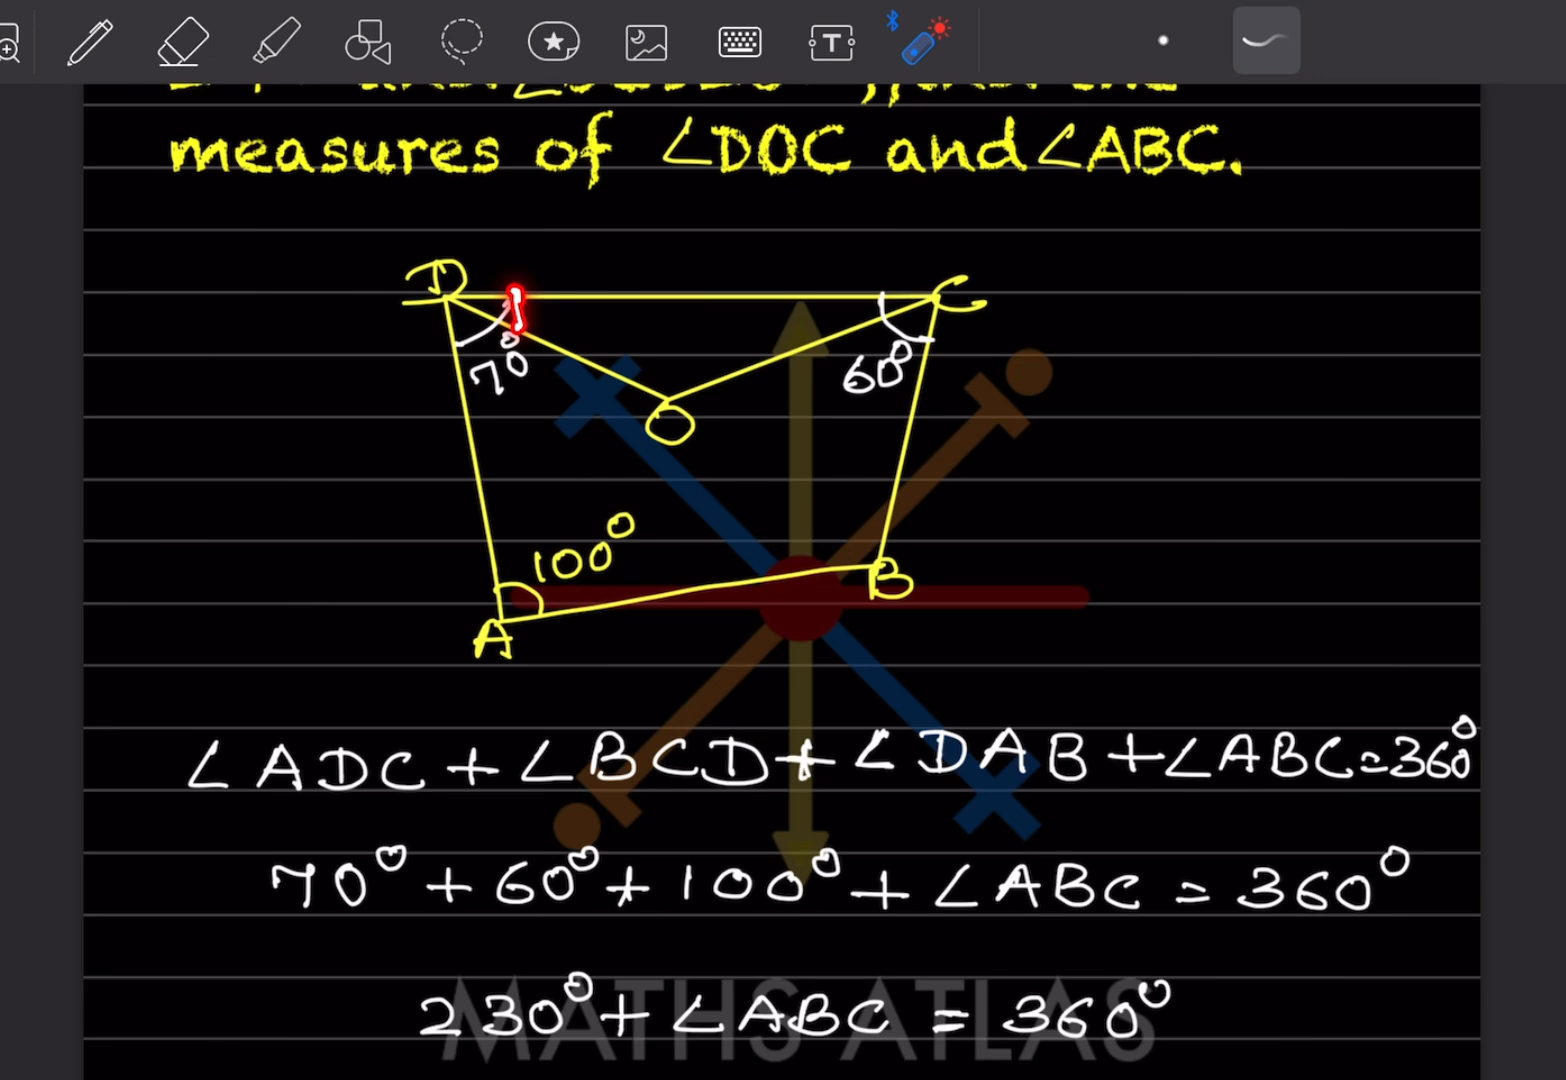 measures of ∠DOC and ∠ABC.
D
C
70°
60°
O
100°
B
A
∠ADC + ∠BCD + ∠DAB + ∠ABC = 360°
70° + 60° + 100° + ∠ABC = 360°
230° + ∠ABC = 360°
MATHS ATLAS